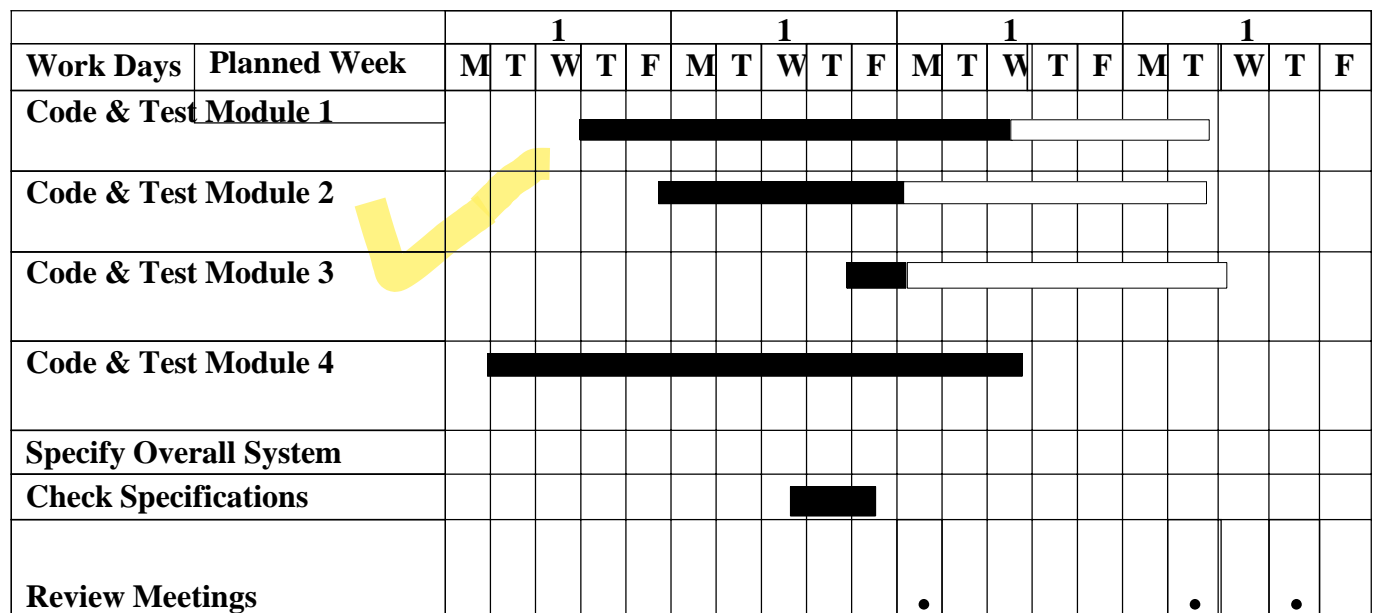 1 1 1 1
Work Days Planned Week M T W T F M T W T F M T W T F M T W T F
Code & Test Module 1
Code & Test Module 2
Code & Test Module 3
Code & Test Module 4
Specify Overall System
Check Specifications
Review Meetings